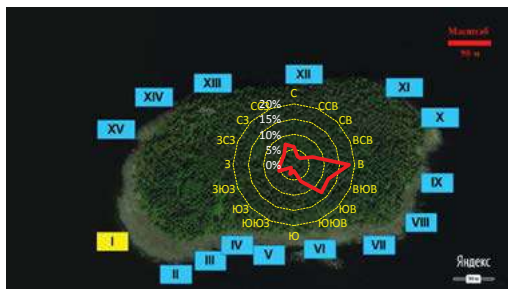 Масштаб
90 м
XII
XIII
XI
XIV
X
XV
С
ССЗ
ССВ
20%
СЗ
СВ
15%
ЗСЗ
ВСВ
10%
5%
З
0%
В
ЗЮЗ
ВЮВ
IX
ЮЗ
ЮВ
VIII
ЮЮЗ
ЮЮВ
Ю
I
IV
VI
VII
III
V
II
Яндекс
90 м